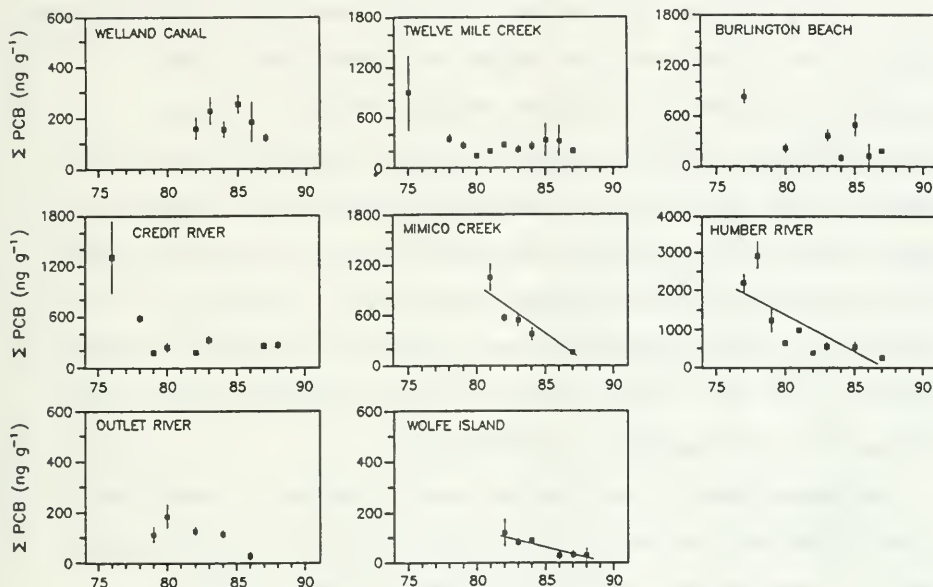 WELLAND CANAL
Σ PCB (ng g⁻¹)
600
400
200
0
75 80 85 90
TWELVE MILE CREEK
1800
1200
600
0
75 80 85 90
BURLINGTON BEACH
1800
1200
600
0
75 80 85 90
CREDIT RIVER
Σ PCB (ng g⁻¹)
1800
1200
600
0
75 80 85 90
MIMICO CREEK
1800
1200
600
0
75 80 85 90
HUMBER RIVER
4000
3000
2000
1000
0
75 80 85 90
OUTLET RIVER
Σ PCB (ng g⁻¹)
600
400
200
0
75 80 85 90
WOLFE ISLAND
600
400
200
0
75 80 85 90